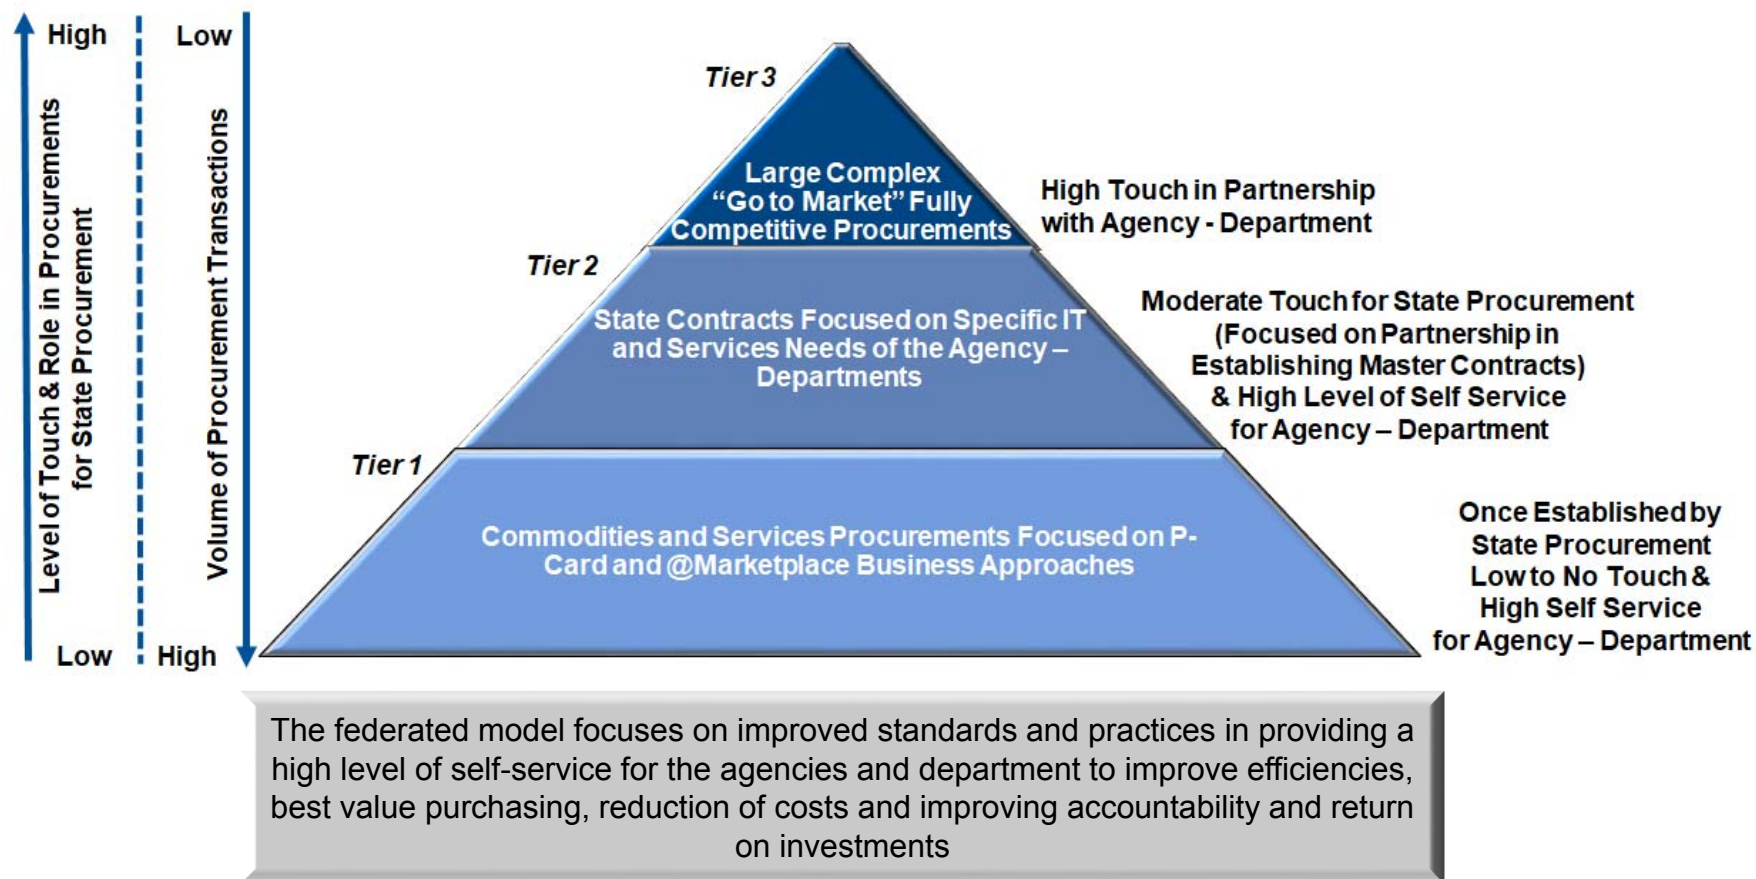 High
Low
Level of Touch & Role in Procurements
for State Procurement
Volume of Procurement Transactions
Low
High
Tier 3
Large Complex
“Go to Market” Fully
Competitive Procurements
High Touch in Partnership
with Agency - Department
Tier 2
State Contracts Focused on Specific IT
and Services Needs of the Agency –
Departments
Moderate Touch for State Procurement
(Focused on Partnership in
Establishing Master Contracts)
& High Level of Self Service
for Agency – Department
Tier 1
Commodities and Services Procurements Focused on P-
Card and @Marketplace Business Approaches
Once Established by
State Procurement
Low to No Touch &
High Self Service
for Agency – Department
The federated model focuses on improved standards and practices in providing a
high level of self-service for the agencies and department to improve efficiencies,
best value purchasing, reduction of costs and improving accountability and return
on investments